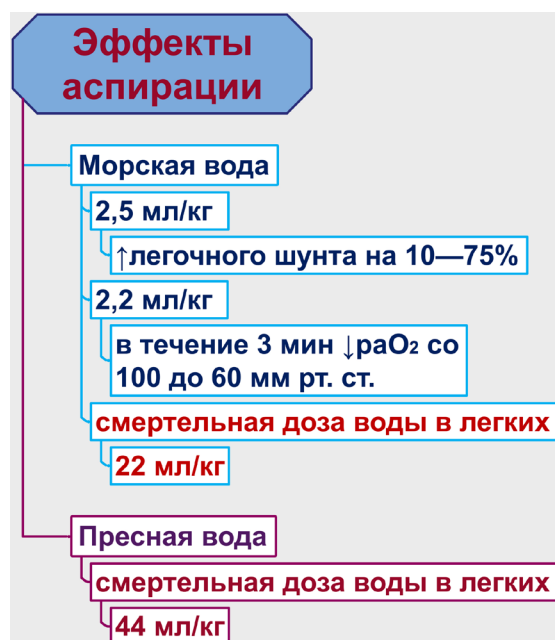 Эффекты
аспирации
Морская вода
2,5 мл/кг
↑легочного шунта на 10—75%
2,2 мл/кг
в течение 3 мин ↓раО₂ со
100 до 60 мм рт. ст.
смертельная доза воды в легких
22 мл/кг
Пресная вода
смертельная доза воды в легких
44 мл/кг